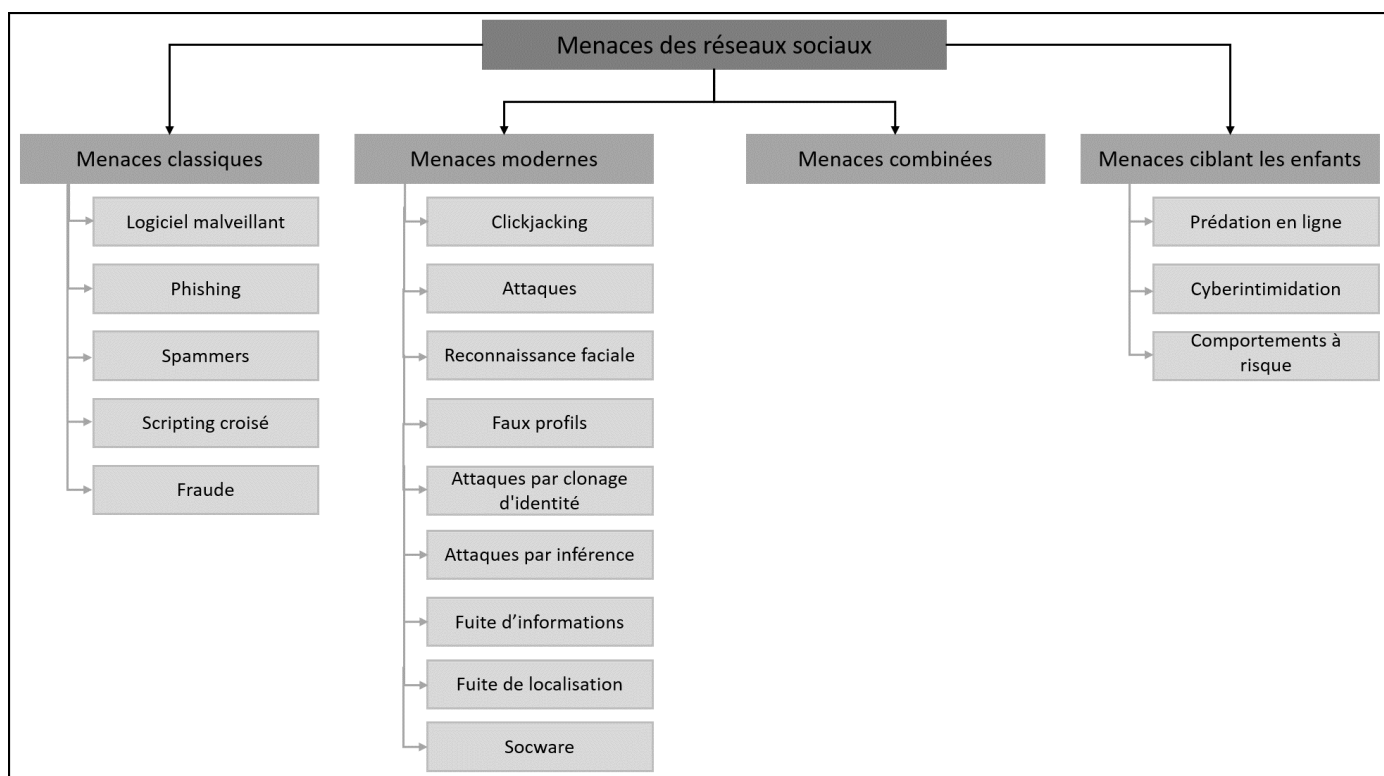 Menaces des réseaux sociaux
Menaces classiques
Logiciel malveillant
Phishing
Spammers
Scripting croisé
Fraude
Menaces modernes
Clickjacking
Attaques
Reconnaissance faciale
Faux profils
Attaques par clonage
d'identité
Attaques par inférence
Fuite d’informations
Fuite de localisation
Socware
Menaces combinées
Menaces ciblant les enfants
Prédation en ligne
Cyberintimidation
Comportements à
risque